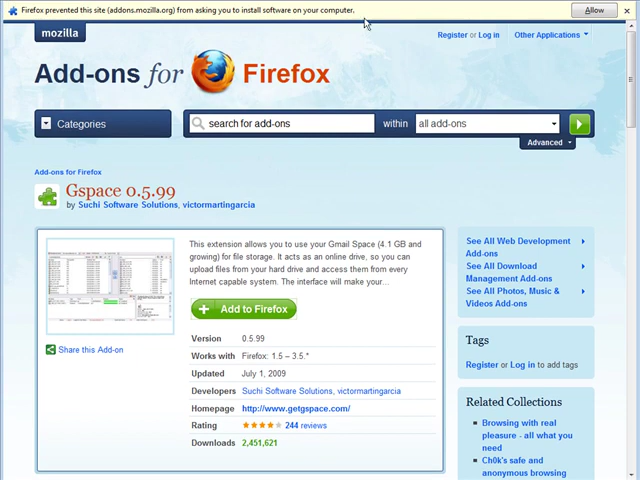 Firefox prevented this site (addons.mozilla.org) from asking you to install software on your computer.
Allow
mozilla
Register or Log in
Other Applications
Add-ons for Firefox
Categories
search for add-ons
within
all add-ons
Advanced
Add-ons for Firefox
Gspace 0.5.99
by Suchi Software Solutions, victormartingarcia
This extension allows you to use your Gmail Space (4.1 GB and
growing) for file storage. It acts as an online drive, so you can
upload files from your hard drive and access them from every
Internet capable system. The interface will make your...
Add to Firefox
Share this Add-on
Version 0.5.99
Works with Firefox: 1.5 – 3.5.*
Updated July 1, 2009
Developers Suchi Software Solutions, victormartingarcia
Homepage http://www.getgspace.com/
Rating 244 reviews
Downloads 2,451,621
See All Web Development
Add-ons
See All Download
Management Add-ons
See All Photos, Music &
Videos Add-ons
Tags
Register or Log in to add tags
Related Collections
Browsing with real
pleasure - all what you
need
Ch0k's safe and
anonymous browsing